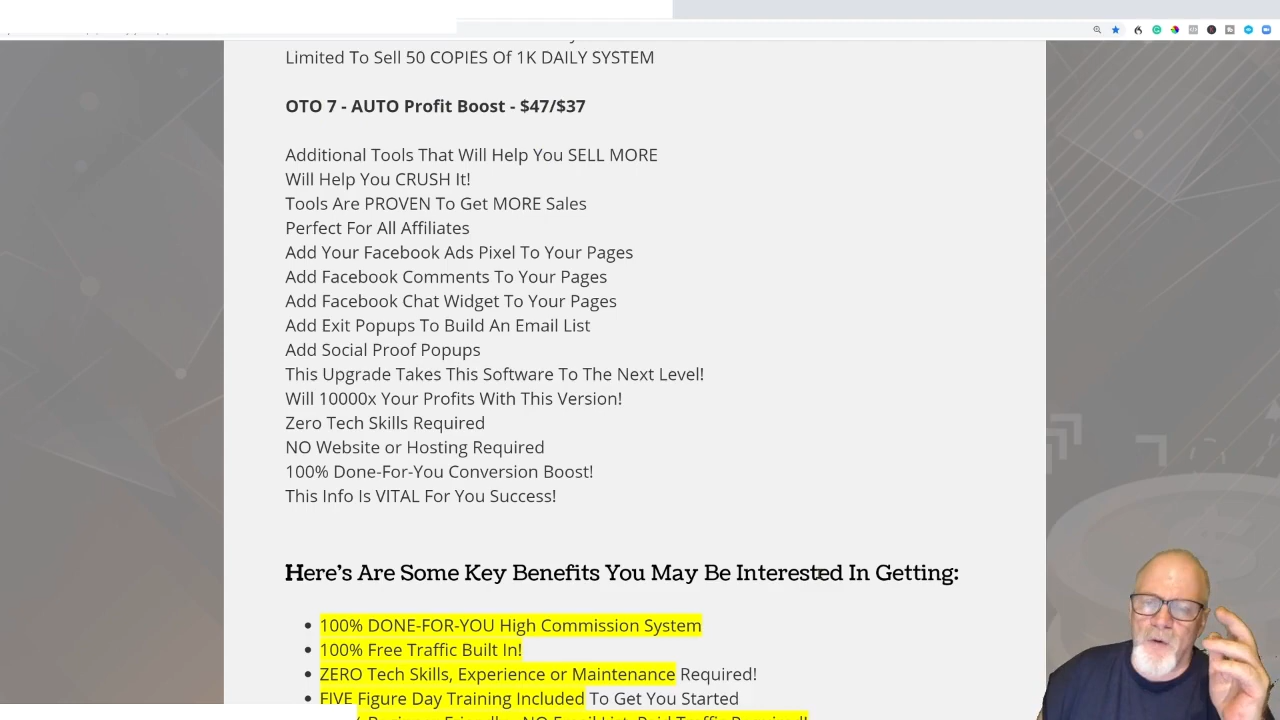 Limited To Sell 50 COPIES Of 1K DAILY SYSTEM
OTO 7 - AUTO Profit Boost - $47/$37
Additional Tools That Will Help You SELL MORE
Will Help You CRUSH It!
Tools Are PROVEN To Get MORE Sales
Perfect For All Affiliates
Add Your Facebook Ads Pixel To Your Pages
Add Facebook Comments To Your Pages
Add Facebook Chat Widget To Your Pages
Add Exit Popups To Build An Email List
Add Social Proof Popups
This Upgrade Takes This Software To The Next Level!
Will 10000x Your Profits With This Version!
Zero Tech Skills Required
NO Website or Hosting Required
100% Done-For-You Conversion Boost!
This Info Is VITAL For You Success!
Here's Are Some Key Benefits You May Be Interested In Getting:
100% DONE-FOR-YOU High Commission System
100% Free Traffic Built In!
ZERO Tech Skills, Experience or Maintenance Required!
FIVE Figure Day Training Included To Get You Started